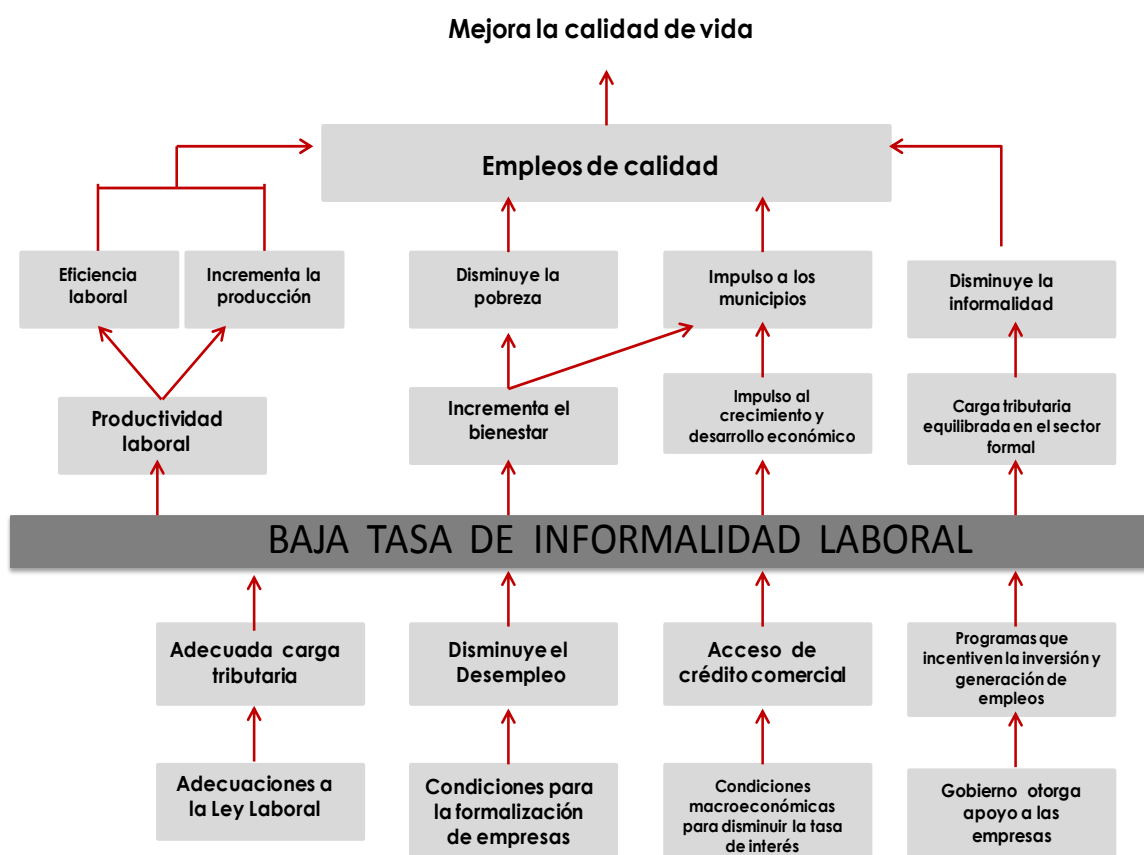 Mejora la calidad de vida
Empleos de calidad
Eficiencia
laboral
Incrementa la
producción
Disminuye la
pobreza
Impulso a los
municipios
Disminuye la
informalidad
Productividad
laboral
Incrementa el
bienestar
Impulso al
crecimiento y
desarrollo económico
Carga tributaria
equilibrada en el sector
formal
BAJA TASA DE INFORMALIDAD LABORAL
Adecuada carga
tributaria
Disminuye el
Desempleo
Acceso de
crédito comercial
Programas que
incentiven la inversión y
generación de
empleos
Adecuaciones a
la Ley Laboral
Condiciones para
la formalización
de empresas
Condiciones
macroeconómicas
para disminuir la tasa
de interés
Gobierno otorga
apoyo a las
empresas